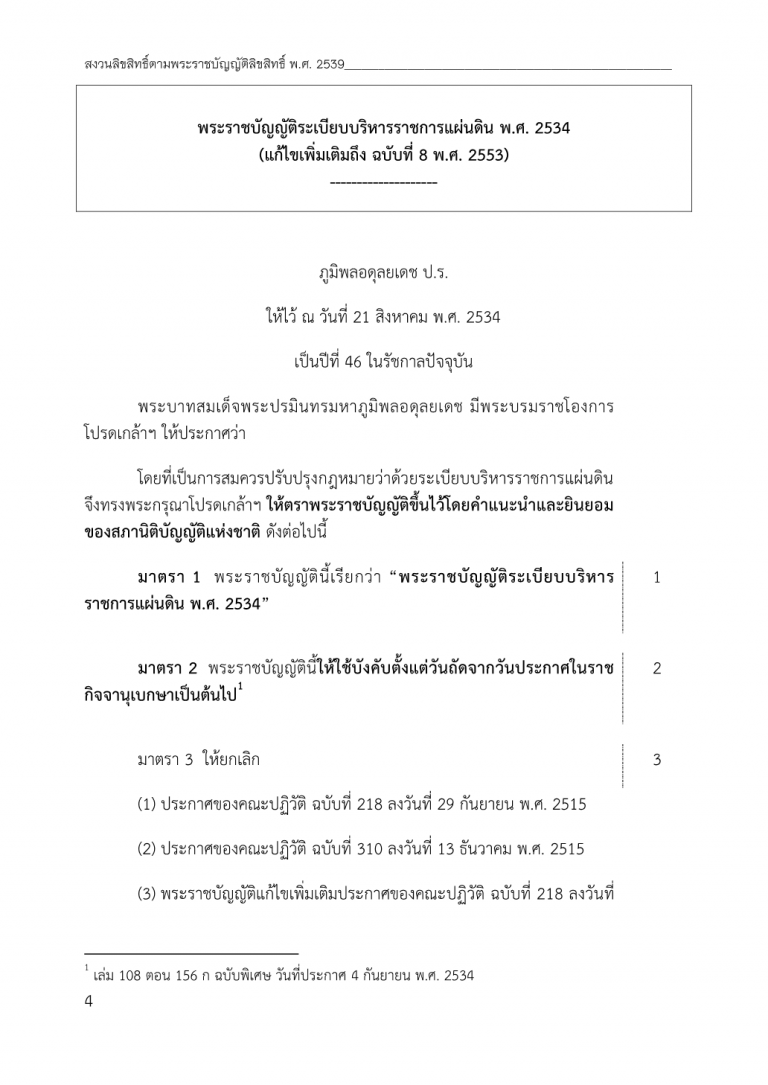 สงวนลิขสิทธิ์ตามพระราชบัญญัติลิขสิทธิ์ พ.ศ. 2539
พระราชบัญญัติระเบียบบริหารราชการแผ่นดิน พ.ศ. 2534
(แก้ไขเพิ่มเติมถึง ฉบับที่ 8 พ.ศ. 2553)
--------------------
ภูมิพลอดุลยเดช ป.ร.
ให้ไว้ ณ วันที่ 21 สิงหาคม พ.ศ. 2534
เป็นปีที่ 46 ในรัชกาลปัจจุบัน
พระบาทสมเด็จพระปรมินทรมหาภูมิพลอดุลยเดช มีพระบรมราชโองการ
โปรดเกล้าฯ ให้ประกาศว่า
โดยที่เป็นการสมควรปรับปรุงกฎหมายว่าด้วยระเบียบบริหารราชการแผ่นดิน
จึงทรงพระกรุณาโปรดเกล้าฯ ให้ตราพระราชบัญญัติขึ้นไว้โดยคำแนะนำและยินยอม
ของสภานิติบัญญัติแห่งชาติ ดังต่อไปนี้
มาตรา 1 พระราชบัญญัตินี้เรียกว่า “พระราชบัญญัติระเบียบบริหาร 1
ราชการแผ่นดิน พ.ศ. 2534”
มาตรา 2 พระราชบัญญัตินี้ให้ใช้บังคับตั้งแต่วันถัดจากวันประกาศในราช 2
กิจจานุเบกษาเป็นต้นไป1
มาตรา 3 ให้ยกเลิก 3
(1) ประกาศของคณะปฏิวัติ ฉบับที่ 218 ลงวันที่ 29 กันยายน พ.ศ. 2515
(2) ประกาศของคณะปฏิวัติ ฉบับที่ 310 ลงวันที่ 13 ธันวาคม พ.ศ. 2515
(3) พระราชบัญญัติแก้ไขเพิ่มเติมประกาศของคณะปฏิวัติ ฉบับที่ 218 ลงวันที่
1 เล่ม 108 ตอน 156 ก ฉบับพิเศษ วันที่ประกาศ 4 กันยายน พ.ศ. 2534
4